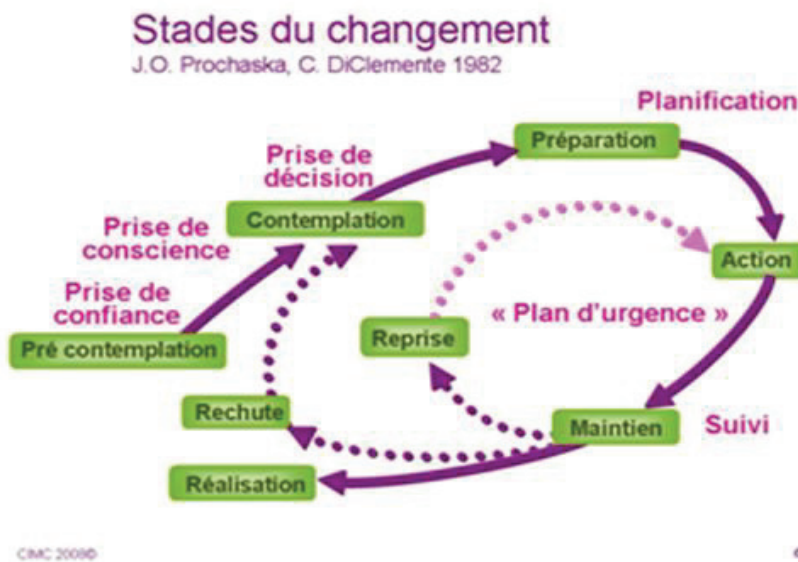 Stades du changement
J.O. Prochaska, C. DiClemente 1982
Planification
Préparation
Prise de
décision
Contemplation
Prise de
conscience
Action
Prise de
confiance
« Plan d’urgence »
Reprise
Pré contemplation
Rechute
Maintien
Suivi
Réalisation
CIMC 2008©